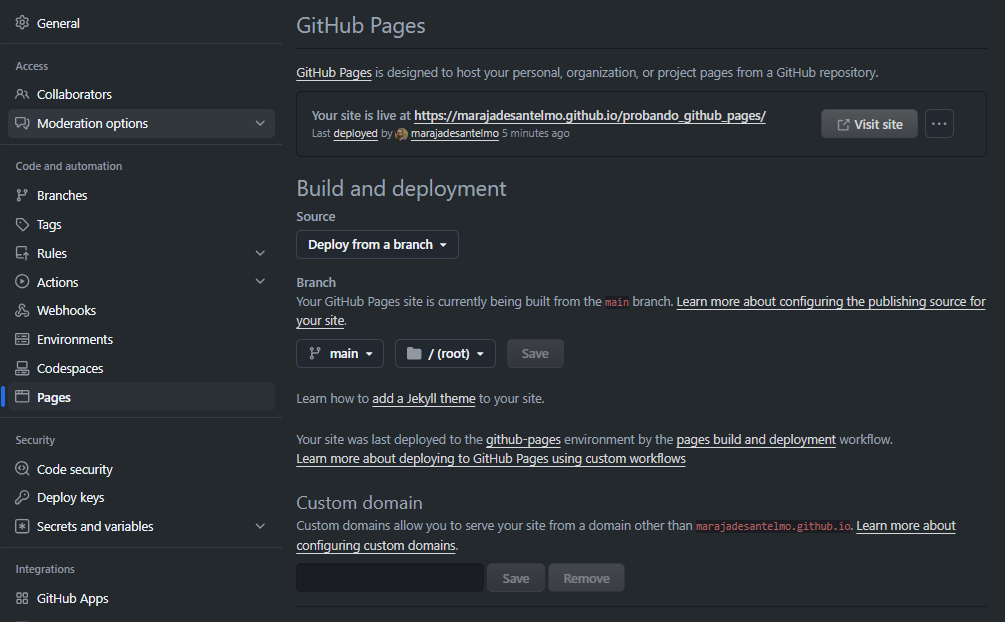 General
Access
Collaborators
Moderation options
Code and automation
Branches
Tags
Rules
Actions
Webhooks
Environments
Codespaces
Pages
Security
Code security
Deploy keys
Secrets and variables
Integrations
GitHub Apps
GitHub Pages
GitHub Pages is designed to host your personal, organization, or project pages from a GitHub repository.
Your site is live at https://marajadesantelmo.github.io/probando_github_pages/
Last deployed by marajadesantelmo 5 minutes ago
Visit site
Build and deployment
Source
Deploy from a branch
Branch
Your GitHub Pages site is currently being built from the main branch. Learn more about configuring the publishing source for
your site.
main
/ (root)
Save
Learn how to add a Jekyll theme to your site.
Your site was last deployed to the github-pages environment by the pages build and deployment workflow.
Learn more about deploying to GitHub Pages using custom workflows
Custom domain
Custom domains allow you to serve your site from a domain other than marajadesantelmo.github.io. Learn more about
configuring custom domains.
Save
Remove